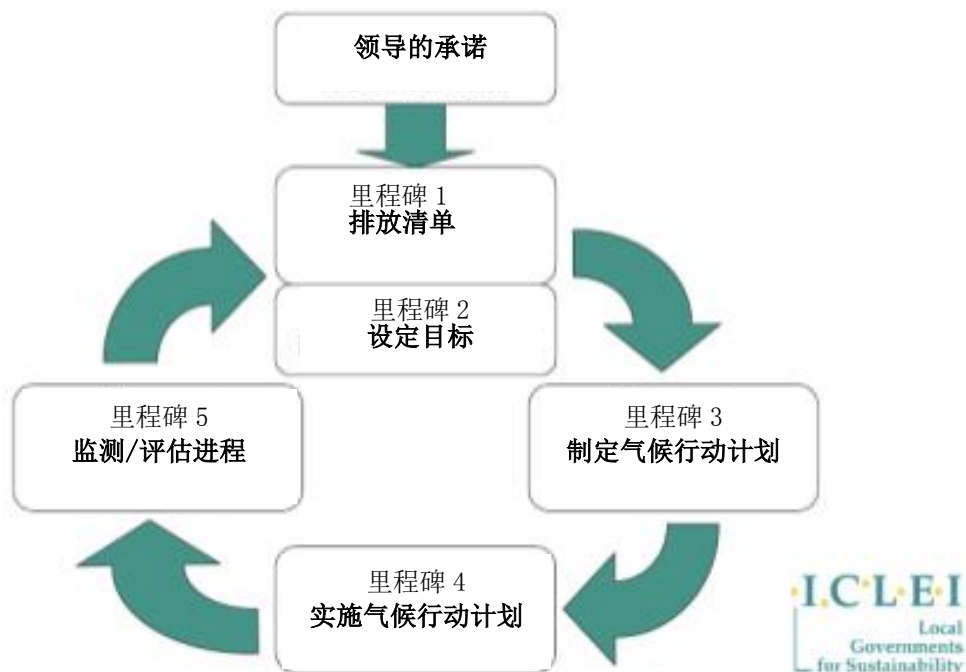 领导的承诺
里程碑 1
排放清单
里程碑 2
设定目标
里程碑 5
监测/评估进程
里程碑 3
制定气候行动计划
里程碑 4
实施气候行动计划
I.C.L.E.I
Local
Governments
for Sustainability